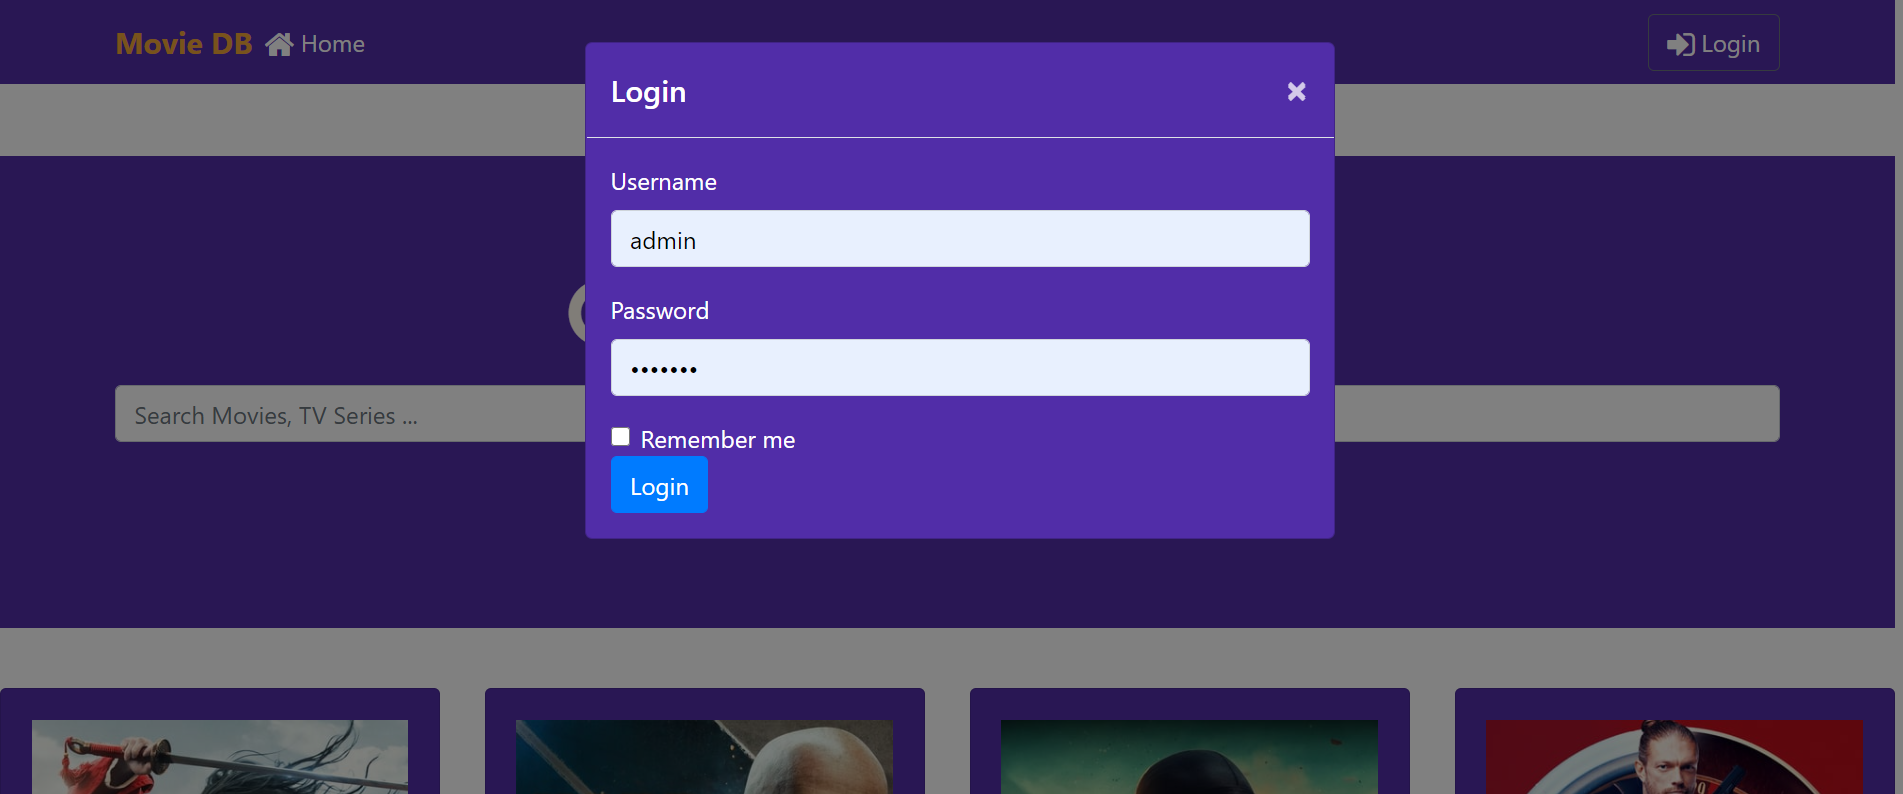 Movie DB Home
Login
Login ×
Username
admin
Password
•••••••
Search Movies, TV Series ...
Remember me
Login